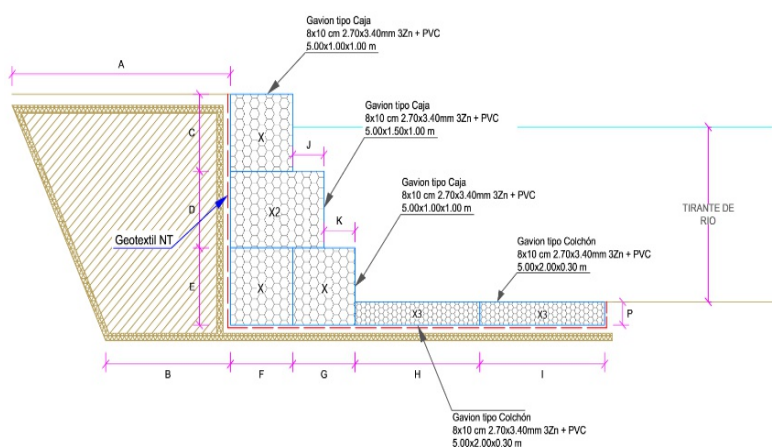 Gavion tipo Caja
8x10 cm 2.70x3.40mm 3Zn + PVC
5.00x1.00x1.00 m
A
Gavion tipo Caja
8x10 cm 2.70x3.40mm 3Zn + PVC
5.00x1.50x1.00 m
C
X
J
Gavion tipo Caja
8x10 cm 2.70x3.40mm 3Zn + PVC
5.00x1.00x1.00 m
D
X2
K
TIRANTE DE
RIO
Geotextil NT
Gavion tipo Colchón
8x10 cm 2.70x3.40mm 3Zn + PVC
5.00x2.00x0.30 m
E
X
X
X3
X3
P
B
F
G
H
I
Gavion tipo Colchón
8x10 cm 2.70x3.40mm 3Zn + PVC
5.00x2.00x0.30 m